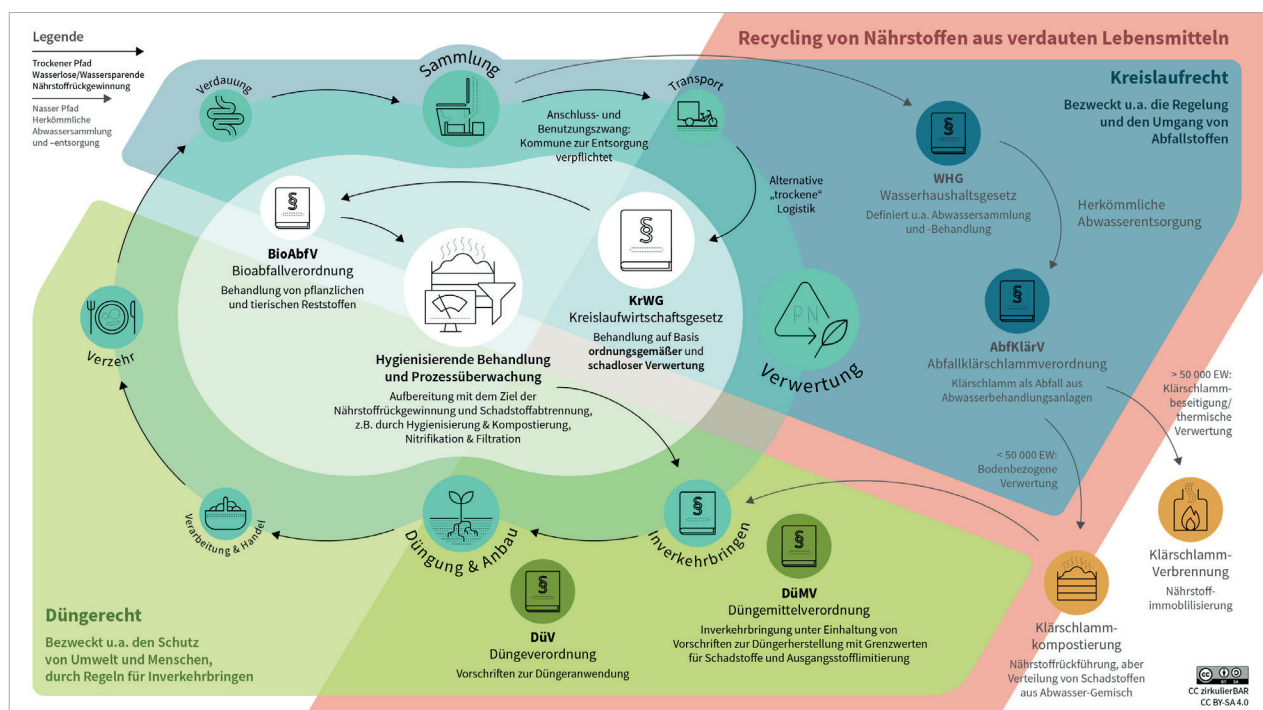 Legende
Trockener Pfad
Wasserlose/Wassersparende
Nährstoffrückgewinnung
Nasser Pfad
Herkömmliche
Abwassersammlung
und –entsorgung
Recycling von Nährstoffen aus verdauten Lebensmitteln
Kreislaufrecht
Bezweckt u.a. die Regelung
und den Umgang von
Abfallstoffen
Verdauung
Sammlung
Transport
Anschluss- und
Benutzungszwang:
Kommune zur Entsorgung
verpflichtet
Alternative
„trockene“
Logistik
§
WHG
Wasserhaushaltsgesetz
Definiert u.a. Abwassersammlung
und -Behandlung
Herkömmliche
Abwasserentsorgung
§
BioAbfV
Bioabfallverordnung
Behandlung von pflanzlichen
und tierischen Reststoffen
§
KrWG
Kreislaufwirtschaftsgesetz
Behandlung auf Basis
ordnungsgemäßer und
schadloser Verwertung
Hygienisierende Behandlung
und Prozessüberwachung
Aufbereitung mit dem Ziel der
Nährstoffrückgewinnung und Schadstoffabtrennung,
z.B. durch Hygienisierung & Kompostierung,
Nitrifikation & Filtration
PN
Verwertung
§
AbfKlärV
Abfallklärschlammverordnung
Klärschlamm als Abfall aus
Abwasserbehandlungsanlagen
> 50 000 EW:
Klärschlamm-
beseitigung/
thermische
Verwertung
< 50 000 EW:
Bodenbezogene
Verwertung
Verzehr
Verarbeitung & Handel
Düngung & Anbau
§
Inverkehrbringen
§
DüMV
Düngemittelverordnung
Inverkehrbringung unter Einhaltung von
Vorschriften zur Düngerherstellung mit Grenzwerten
für Schadstoffe und Ausgangsstofflimitierung
§
DüV
Düngeverordnung
Vorschriften zur Düngeranwendung
Düngerecht
Bezweckt u.a. den Schutz
von Umwelt und Menschen,
durch Regeln für Inverkehrbringen
Klärschlamm-
Verbrennung
Nährstoff-
immoblilisierung
Klärschlamm-
kompostierung
Nährstoffrückführung, aber
Verteilung von Schadstoffen
aus Abwasser-Gemisch
cc
BY SA
CC zirkulierBAR
CC BY-SA 4.0